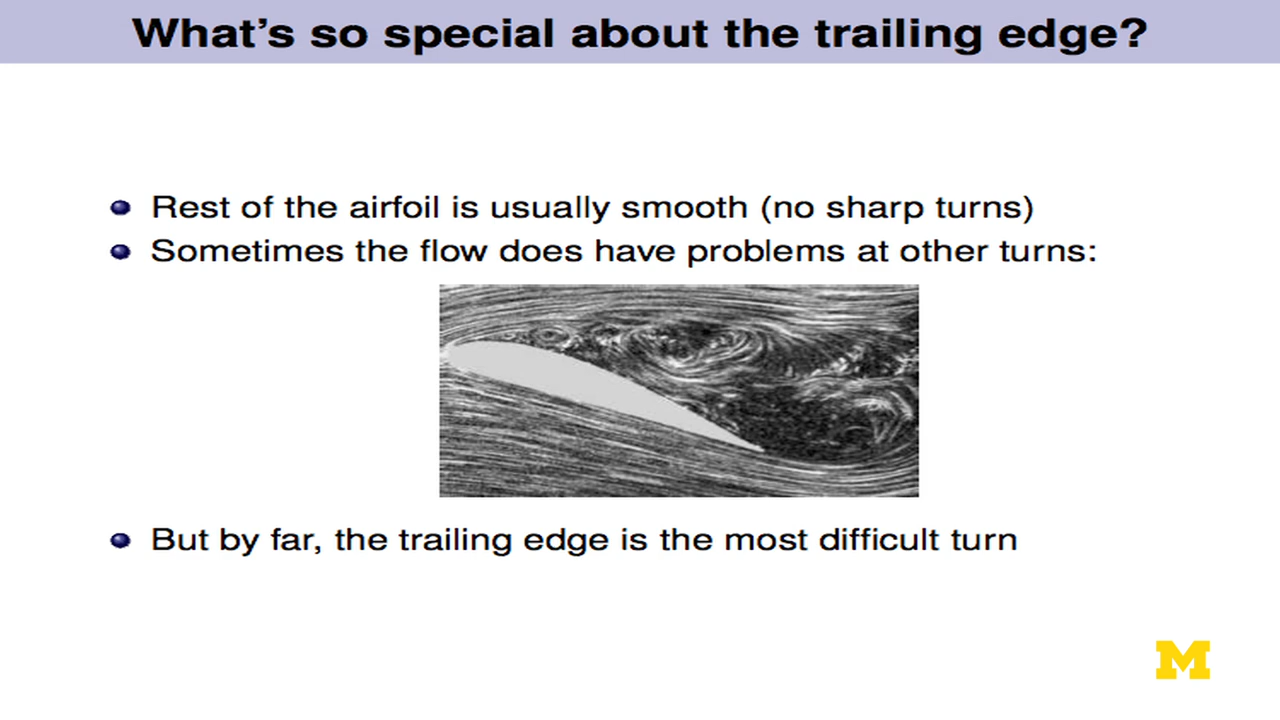 What's so special about the trailing edge?
Rest of the airfoil is usually smooth (no sharp turns)
Sometimes the flow does have problems at other turns:
But by far, the trailing edge is the most difficult turn
M